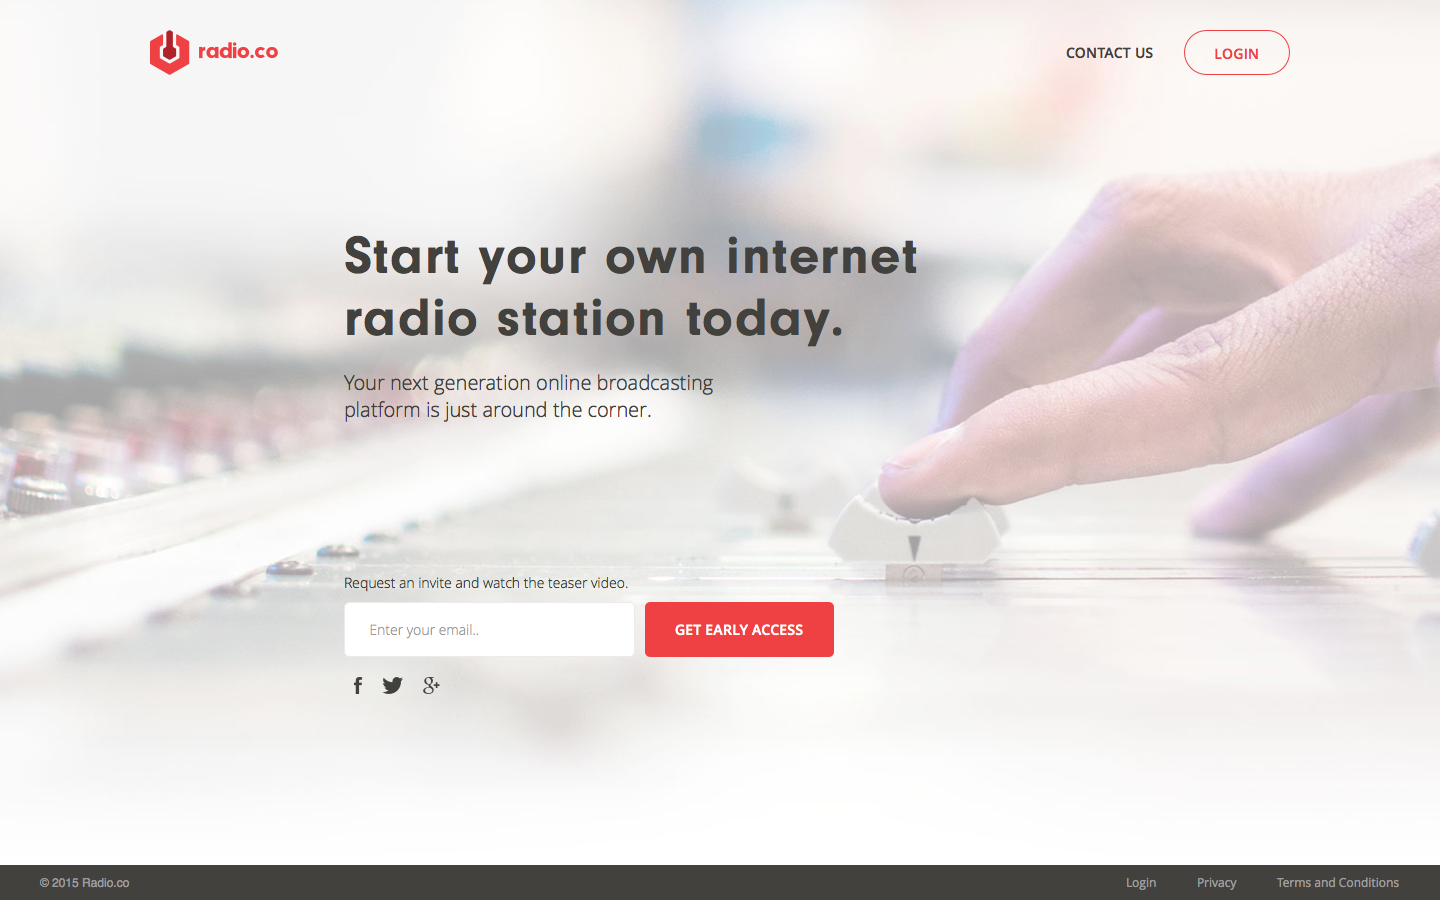 radio.co
CONTACT US
LOGIN
Start your own internet
radio station today.
Your next generation online broadcasting
platform is just around the corner.
Request an invite and watch the teaser video.
Enter your email..
GET EARLY ACCESS
© 2015 Radio.co
Login
Privacy
Terms and Conditions